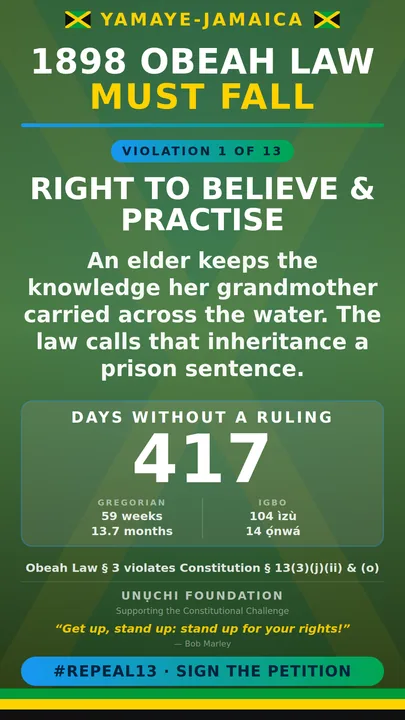 YAMAYE-JAMAICA
1898 OBEAH LAW
MUST FALL
VIOLATION 1 OF 13
RIGHT TO BELIEVE &
PRACTISE
An elder keeps the
knowledge her grandmother
carried across the water. The
law calls that inheritance a
prison sentence.
DAYS WITHOUT A RULING
417
GREGORIAN
59 weeks
13.7 months
IGBO
104 ìzù
14 ọ́nwá
Obeah Law § 3 violates Constitution § 13(3)(j)(ii) & (o)
UNỤCHI FOUNDATION
Supporting the Constitutional Challenge
“Get up, stand up: stand up for your rights!”
— Bob Marley
#REPEAL13 · SIGN THE PETITION